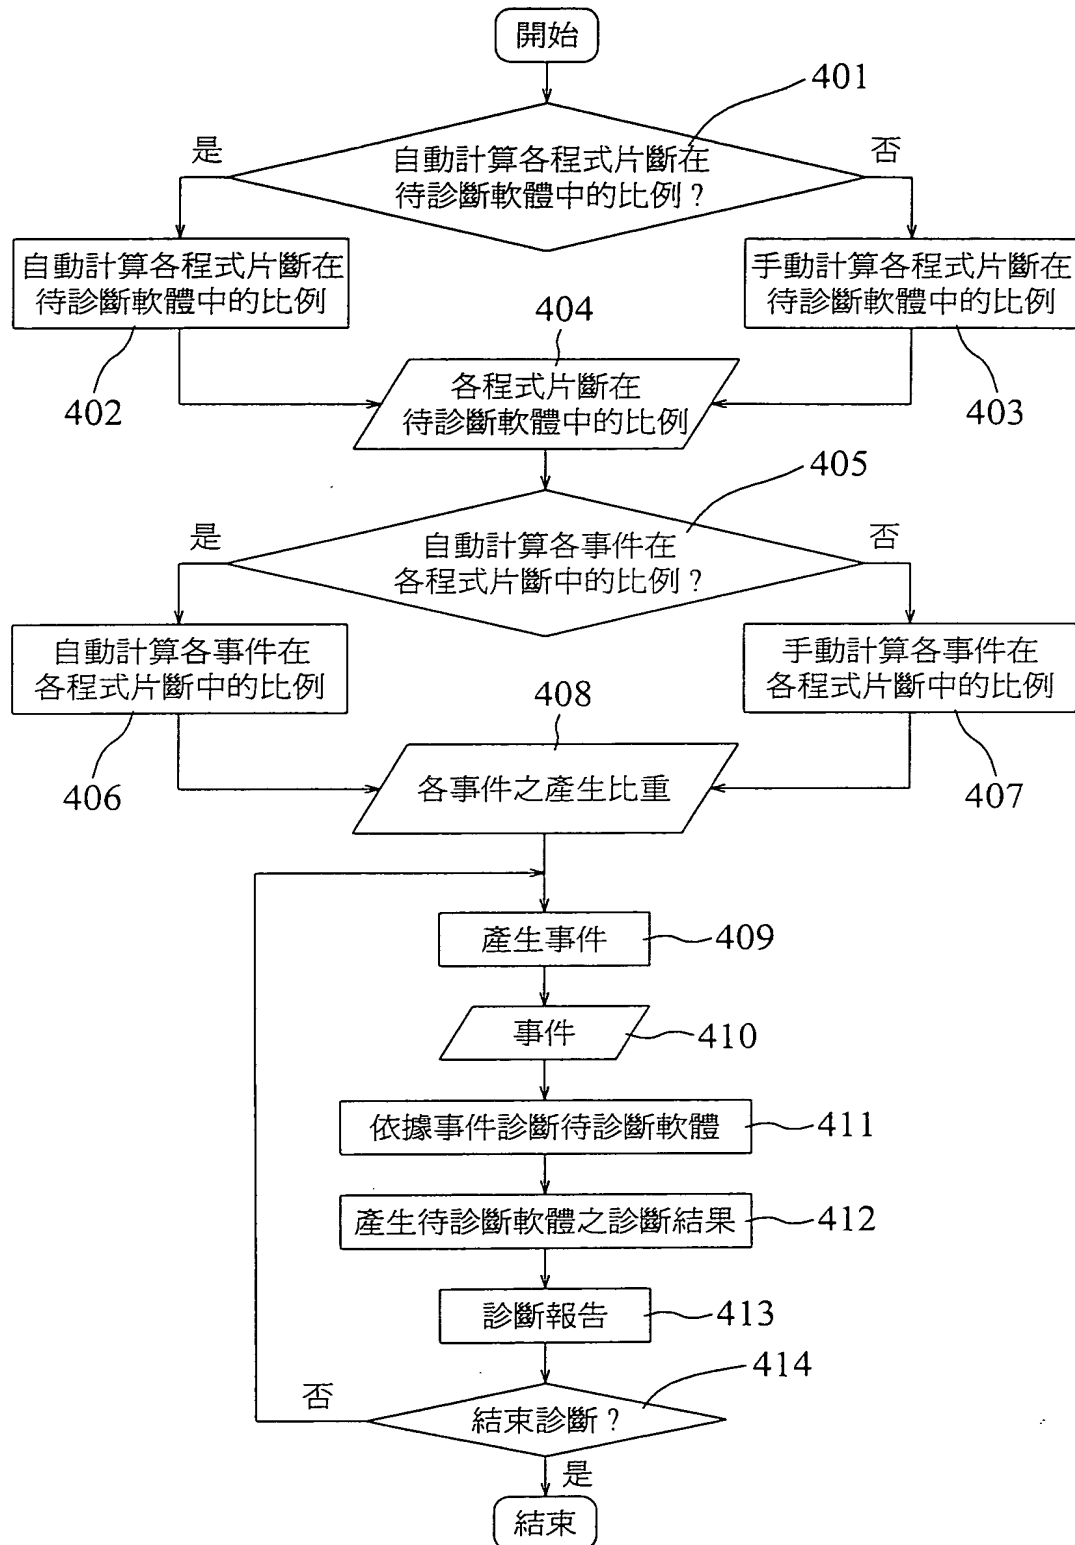 開始
401
是
自動計算各程式片斷在
待診斷軟體中的比例?
否
自動計算各程式片斷在
待診斷軟體中的比例
手動計算各程式片斷在
待診斷軟體中的比例
402
404
403
各程式片斷在
待診斷軟體中的比例
405
是
自動計算各事件在
各程式片斷中的比例?
否
自動計算各事件在
各程式片斷中的比例
手動計算各事件在
各程式片斷中的比例
406
408
407
各事件之產生比重
產生事件
409
事件
410
依據事件診斷待診斷軟體
411
產生待診斷軟體之診斷結果
412
診斷報告
413
414
否
結束診斷?
是
結束